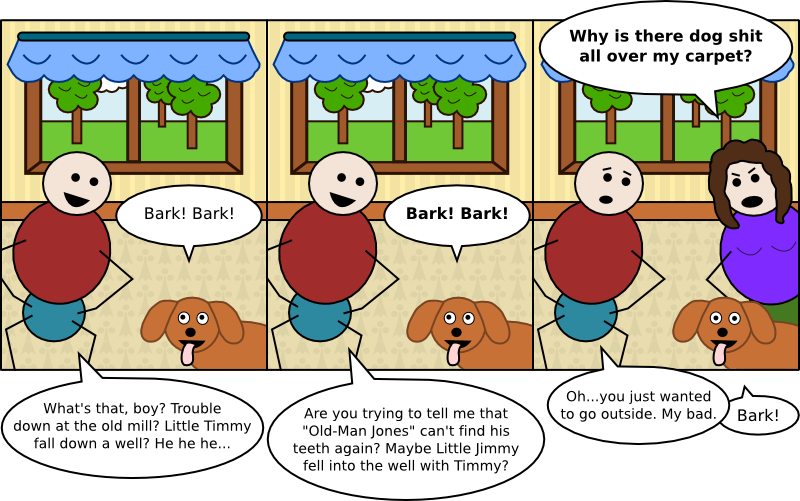 Bark! Bark!
What's that, boy? Trouble
down at the old mill? Little Timmy
fall down a well? He he he...
Bark! Bark!
Are you trying to tell me that
"Old-Man Jones" can't find his
teeth again? Maybe Little Jimmy
fell into the well with Timmy?
Why is there dog shit
all over my carpet?
Oh...you just wanted
to go outside. My bad.
Bark!